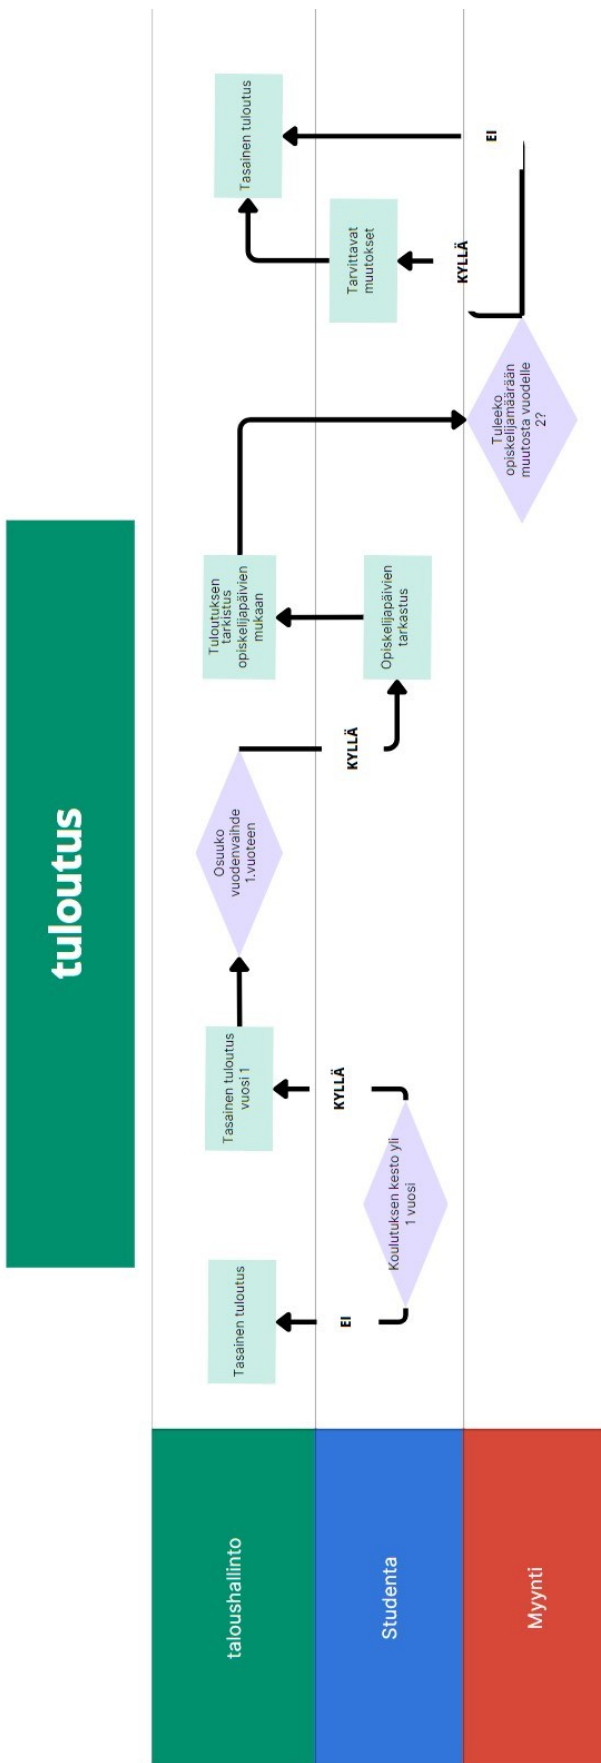 tuloutus
taloushallinto
Tasainen tuloutus
Tasainen tuloutus
vuosi 1
Osuuko
vuodenvaihde
1.vuoteen
Tuloutuksen
tarkistus
opiskelijapäivien
mukaan
Tasainen tuloutus
Studenta
EI
Koulutuksen kesto yli
1 vuosi
KYLLÄ
KYLLÄ
Opiskelijapäivien
tarkastus
Tarvittavat
muutokset
Myynti
Tuleeko
opiskelijamäärään
muutosta vuodelle
2?
KYLLÄ
EI